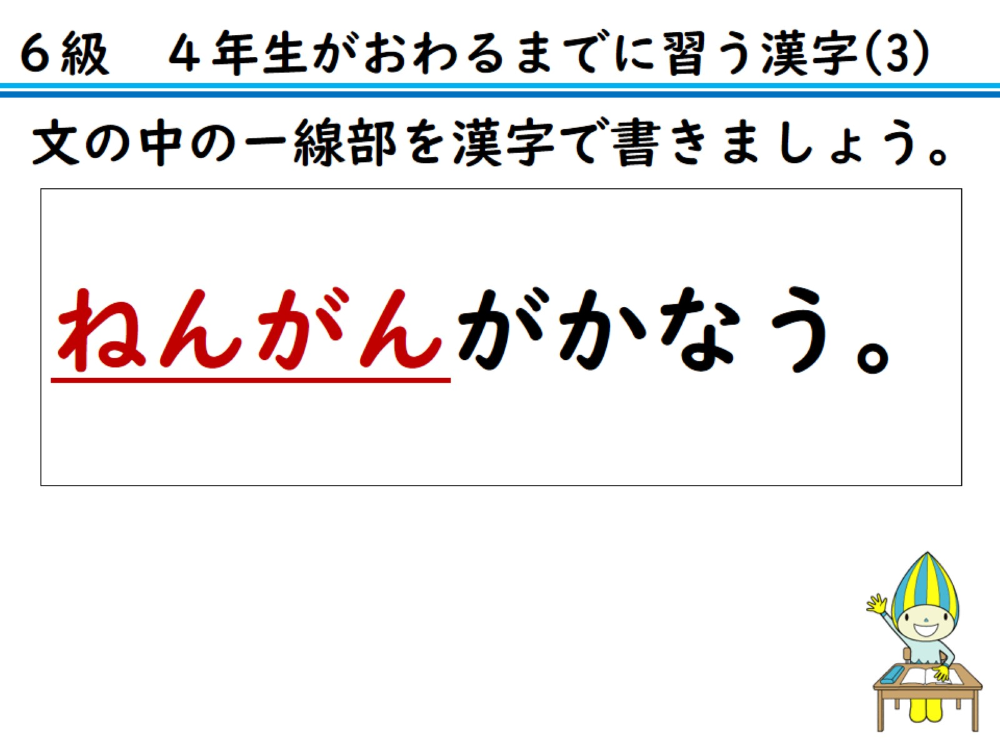 ６級　４年生がおわるまでに習う漢字(3)
文の中の一線部を漢字で書きましょう。
ねんがんがかなう。